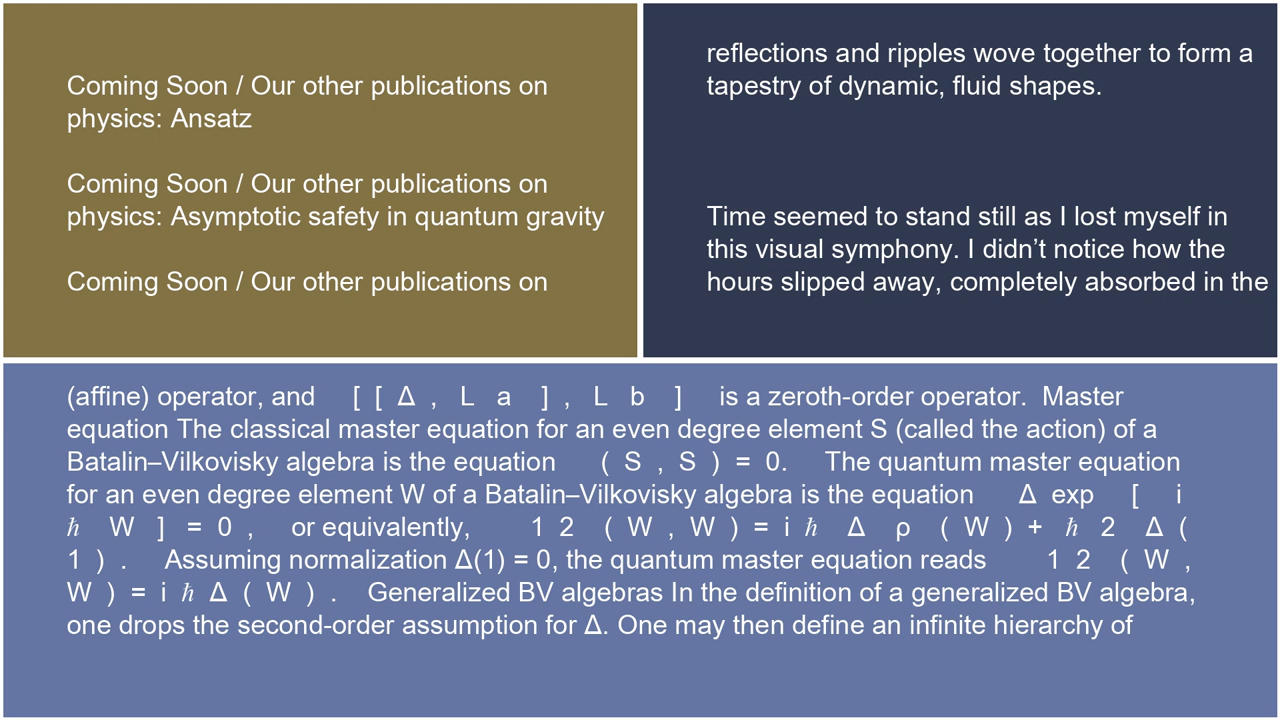 Coming Soon / Our other publications on
physics: Ansatz
Coming Soon / Our other publications on
physics: Asymptotic safety in quantum gravity
Coming Soon / Our other publications on
reflections and ripples wove together to form a
tapestry of dynamic, fluid shapes.
Time seemed to stand still as I lost myself in
this visual symphony. I didn’t notice how the
hours slipped away, completely absorbed in the
(affine) operator, and [ [ Δ , L a ] , L b ] is a zeroth-order operator. Master
equation The classical master equation for an even degree element S (called the action) of a
Batalin–Vilkovisky algebra is the equation ( S , S ) = 0. The quantum master equation
for an even degree element W of a Batalin–Vilkovisky algebra is the equation Δ exp [ i
ℏ W ] = 0 , or equivalently, 1 2 ( W , W ) = i ℏ Δ ρ ( W ) + ℏ 2 Δ (
1 ) . Assuming normalization Δ(1) = 0, the quantum master equation reads 1 2 ( W ,
W ) = i ℏ Δ ( W ) . Generalized BV algebras In the definition of a generalized BV algebra,
one drops the second-order assumption for Δ. One may then define an infinite hierarchy of